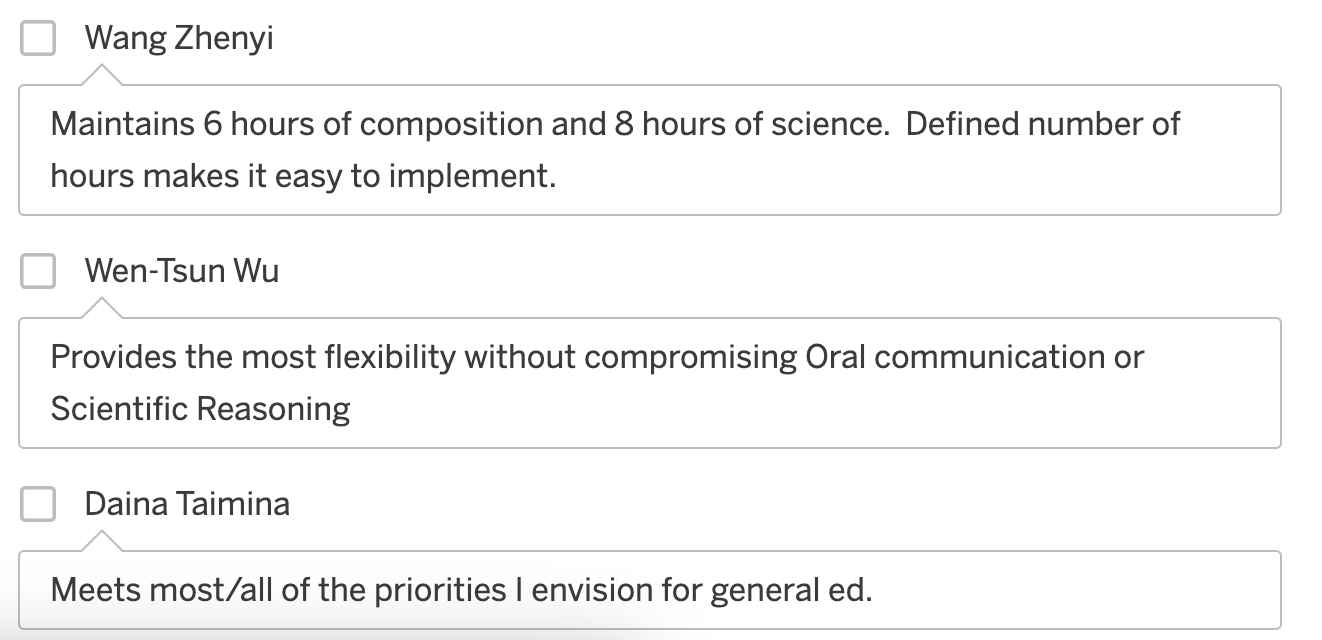 Wang Zhenyi
Maintains 6 hours of composition and 8 hours of science.  Defined number of
hours makes it easy to implement.
Wen-Tsun Wu
Provides the most flexibility without compromising Oral communication or
Scientific Reasoning
Daina Taimina
Meets most/all of the priorities I envision for general ed.